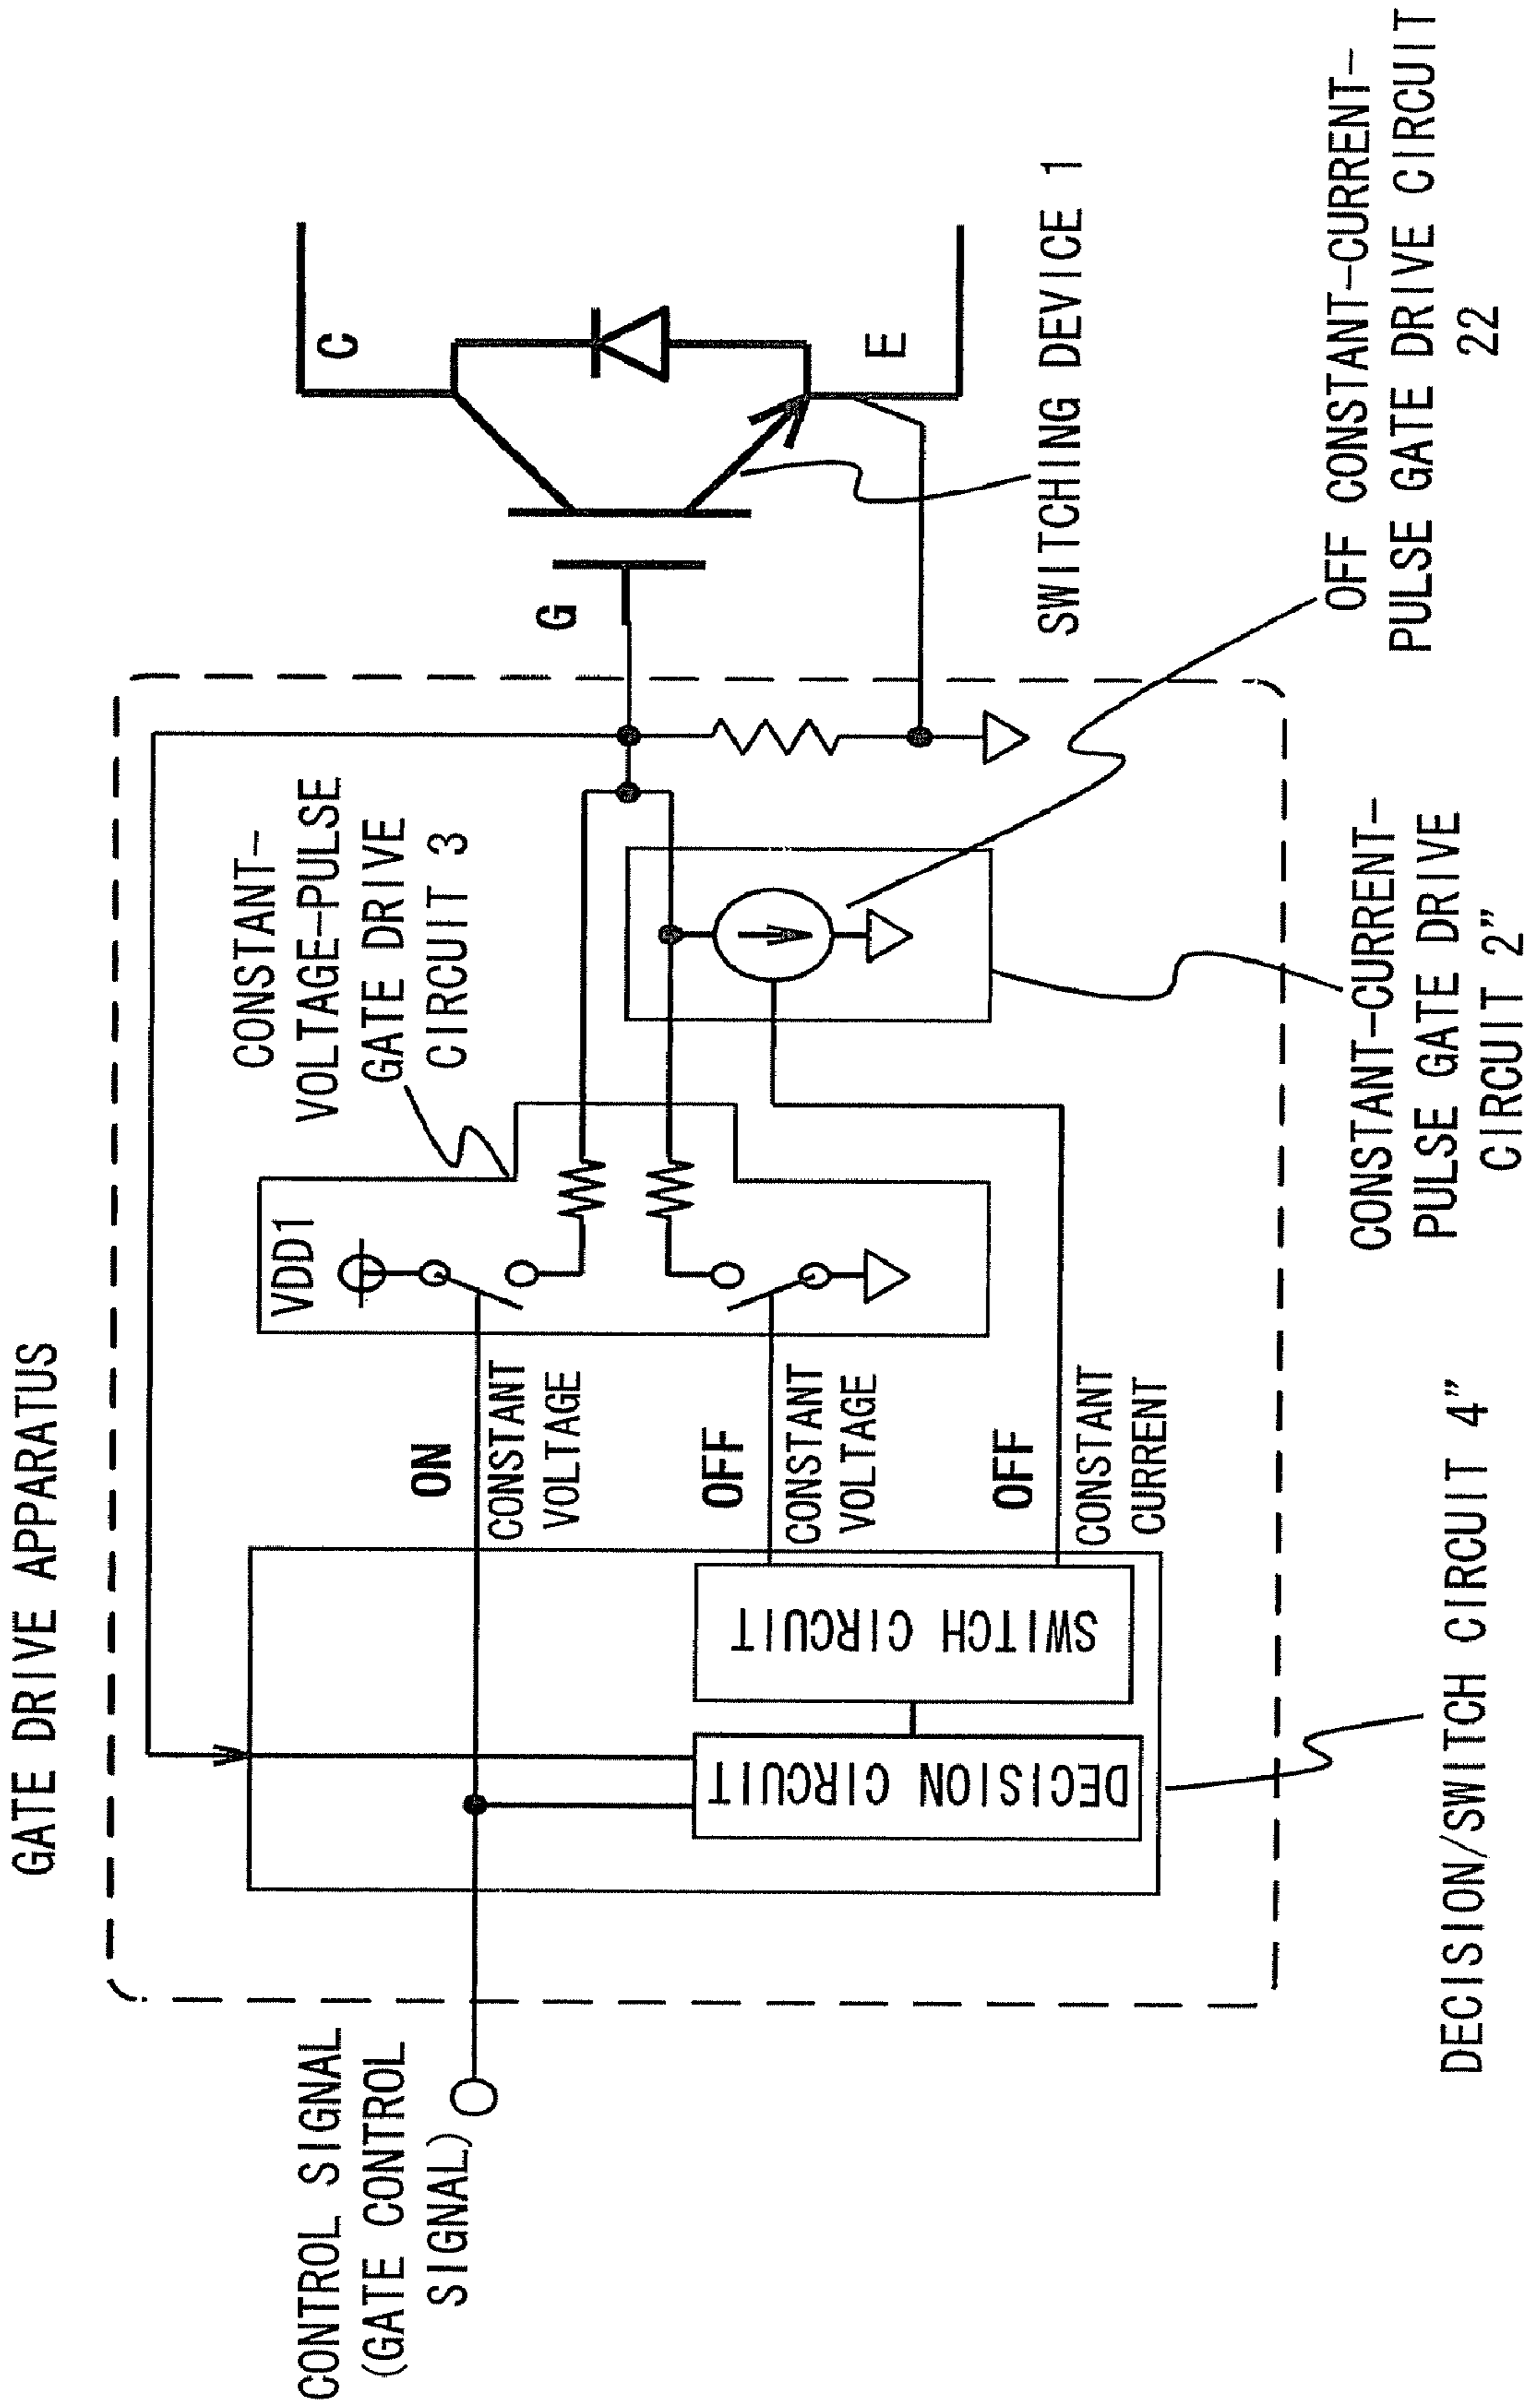 GATE DRIVE APPARATUS
CONTROL SIGNAL
(GATE CONTROL
SIGNAL)
DECISION CIRCUIT
SWITCH CIRCUIT
ON
CONSTANT
VOLTAGE
OFF
CONSTANT
VOLTAGE
OFF
CONSTANT
CURRENT
VDD1
CONSTANT-
VOLTAGE-PULSE
GATE DRIVE
CIRCUIT 3
G
C
E
SWITCHING DEVICE 1
DECISION/SWITCH CIRCUIT 4”
CONSTANT-CURRENT-
PULSE GATE DRIVE
CIRCUIT 2”
OFF CONSTANT-CURRENT-
PULSE GATE DRIVE CIRCUIT
22